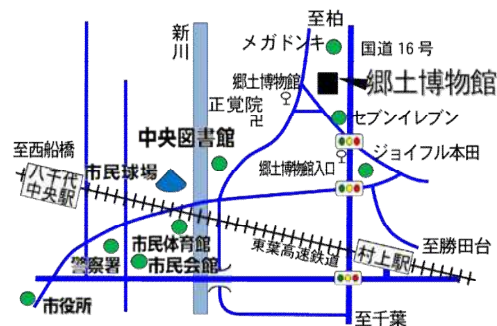 至柏
新川
メガドンキ
国道16号
郷土博物館
郷土博物館
正覚院
卍
セブンイレブン
中央図書館
至西船橋
市民球場
郷土博物館入口
ジョイフル本田
八千代
中央駅
市民体育館
東葉高速鉄道
村上駅
至勝田台
警察署
市民会館
市役所
至千葉